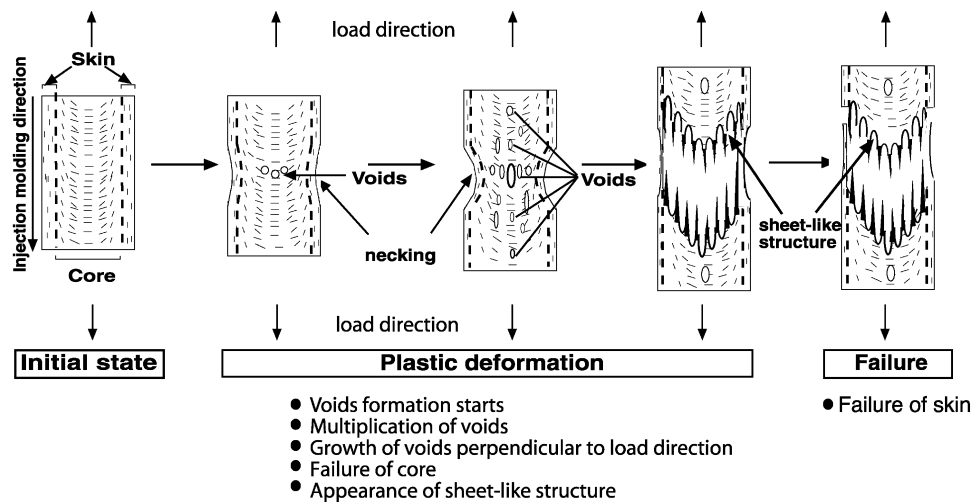 load direction
Skin
Injection molding direction
Voids
Voids
necking
sheet-like
structure
Core
load direction
Initial state
Plastic deformation
Failure
● Voids formation starts
● Multiplication of voids
● Growth of voids perpendicular to load direction
● Failure of core
● Appearance of sheet-like structure
● Failure of skin